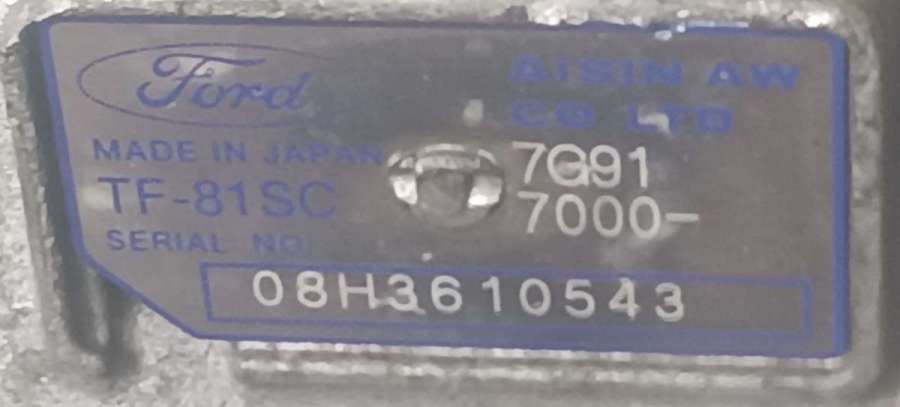 Ford
AISIN AW
CO LTD
MADE IN JAPAN
7G91
TF-81SC
7000-
SERIAL NO.
08H3610543